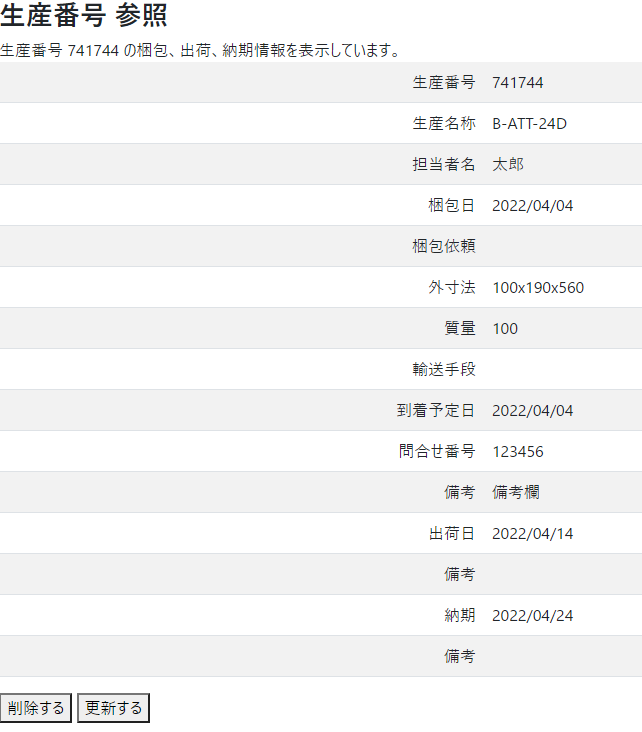 生産番号 参照
生産番号 741744 の梱包、出荷、納期情報を表示しています。
生産番号 741744
生産名称 B-ATT-24D
担当者名 太郎
梱包日 2022/04/04
梱包依頼
外寸法 100x190x560
質量 100
輸送手段
到着予定日 2022/04/04
問合せ番号 123456
備考 備考欄
出荷日 2022/04/14
備考
納期 2022/04/24
備考
削除する 更新する